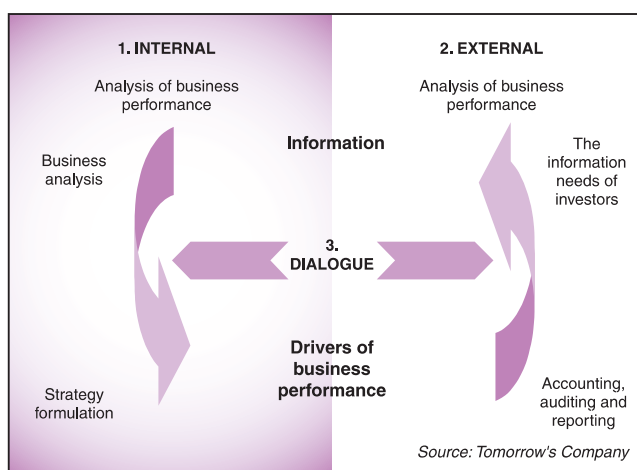 1. INTERNAL
Analysis of business
performance
Business
analysis
Strategy
formulation
Information
3.
DIALOGUE
Drivers of
business
performance
2. EXTERNAL
Analysis of business
performance
The
information
needs of
investors
Accounting,
auditing and
reporting
Source: Tomorrow's Company